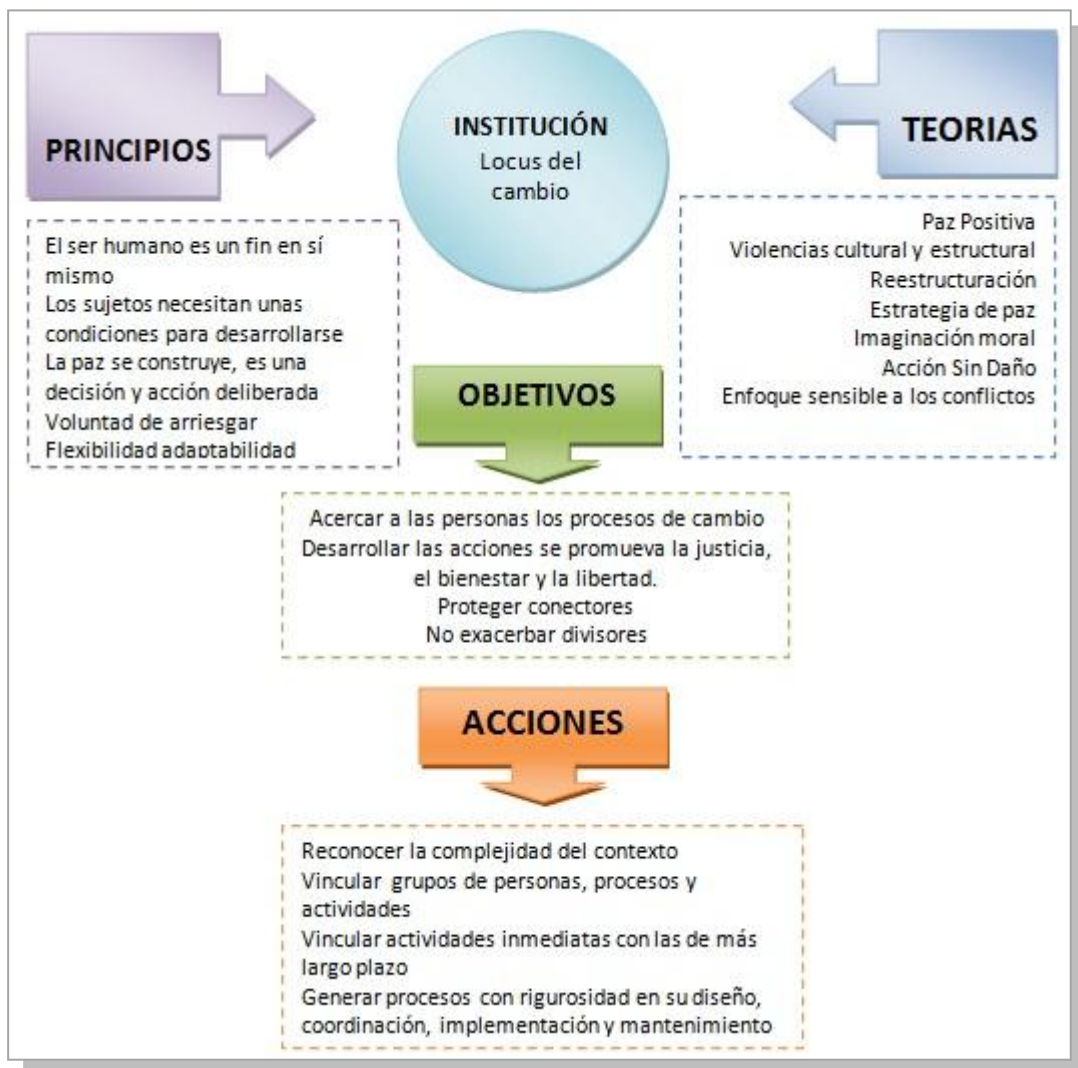 PRINCIPIOS
El ser humano es un fin en sí
mismo
Los sujetos necesitan unas
condiciones para desarrollarse
La paz se construye, es una
decisión y acción deliberada
Voluntad de arriesgar
Flexibilidad adaptabilidad
INSTITUCIÓN
Locus del
cambio
TEORIAS
Paz Positiva
Violencias cultural y estructural
Reestructuración
Estrategia de paz
Imaginación moral
Acción Sin Daño
Enfoque sensible a los conflictos
OBJETIVOS
Acercar a las personas los procesos de cambio
Desarrollar las acciones se promueva la justicia,
el bienestar y la libertad.
Proteger conectores
No exacerbar divisores
ACCIONES
Reconocer la complejidad del contexto
Vincular grupos de personas, procesos y
actividades
Vincular actividades inmediatas con las de más
largo plazo
Generar procesos con rigurosidad en su diseño,
coordinación, implementación y mantenimiento